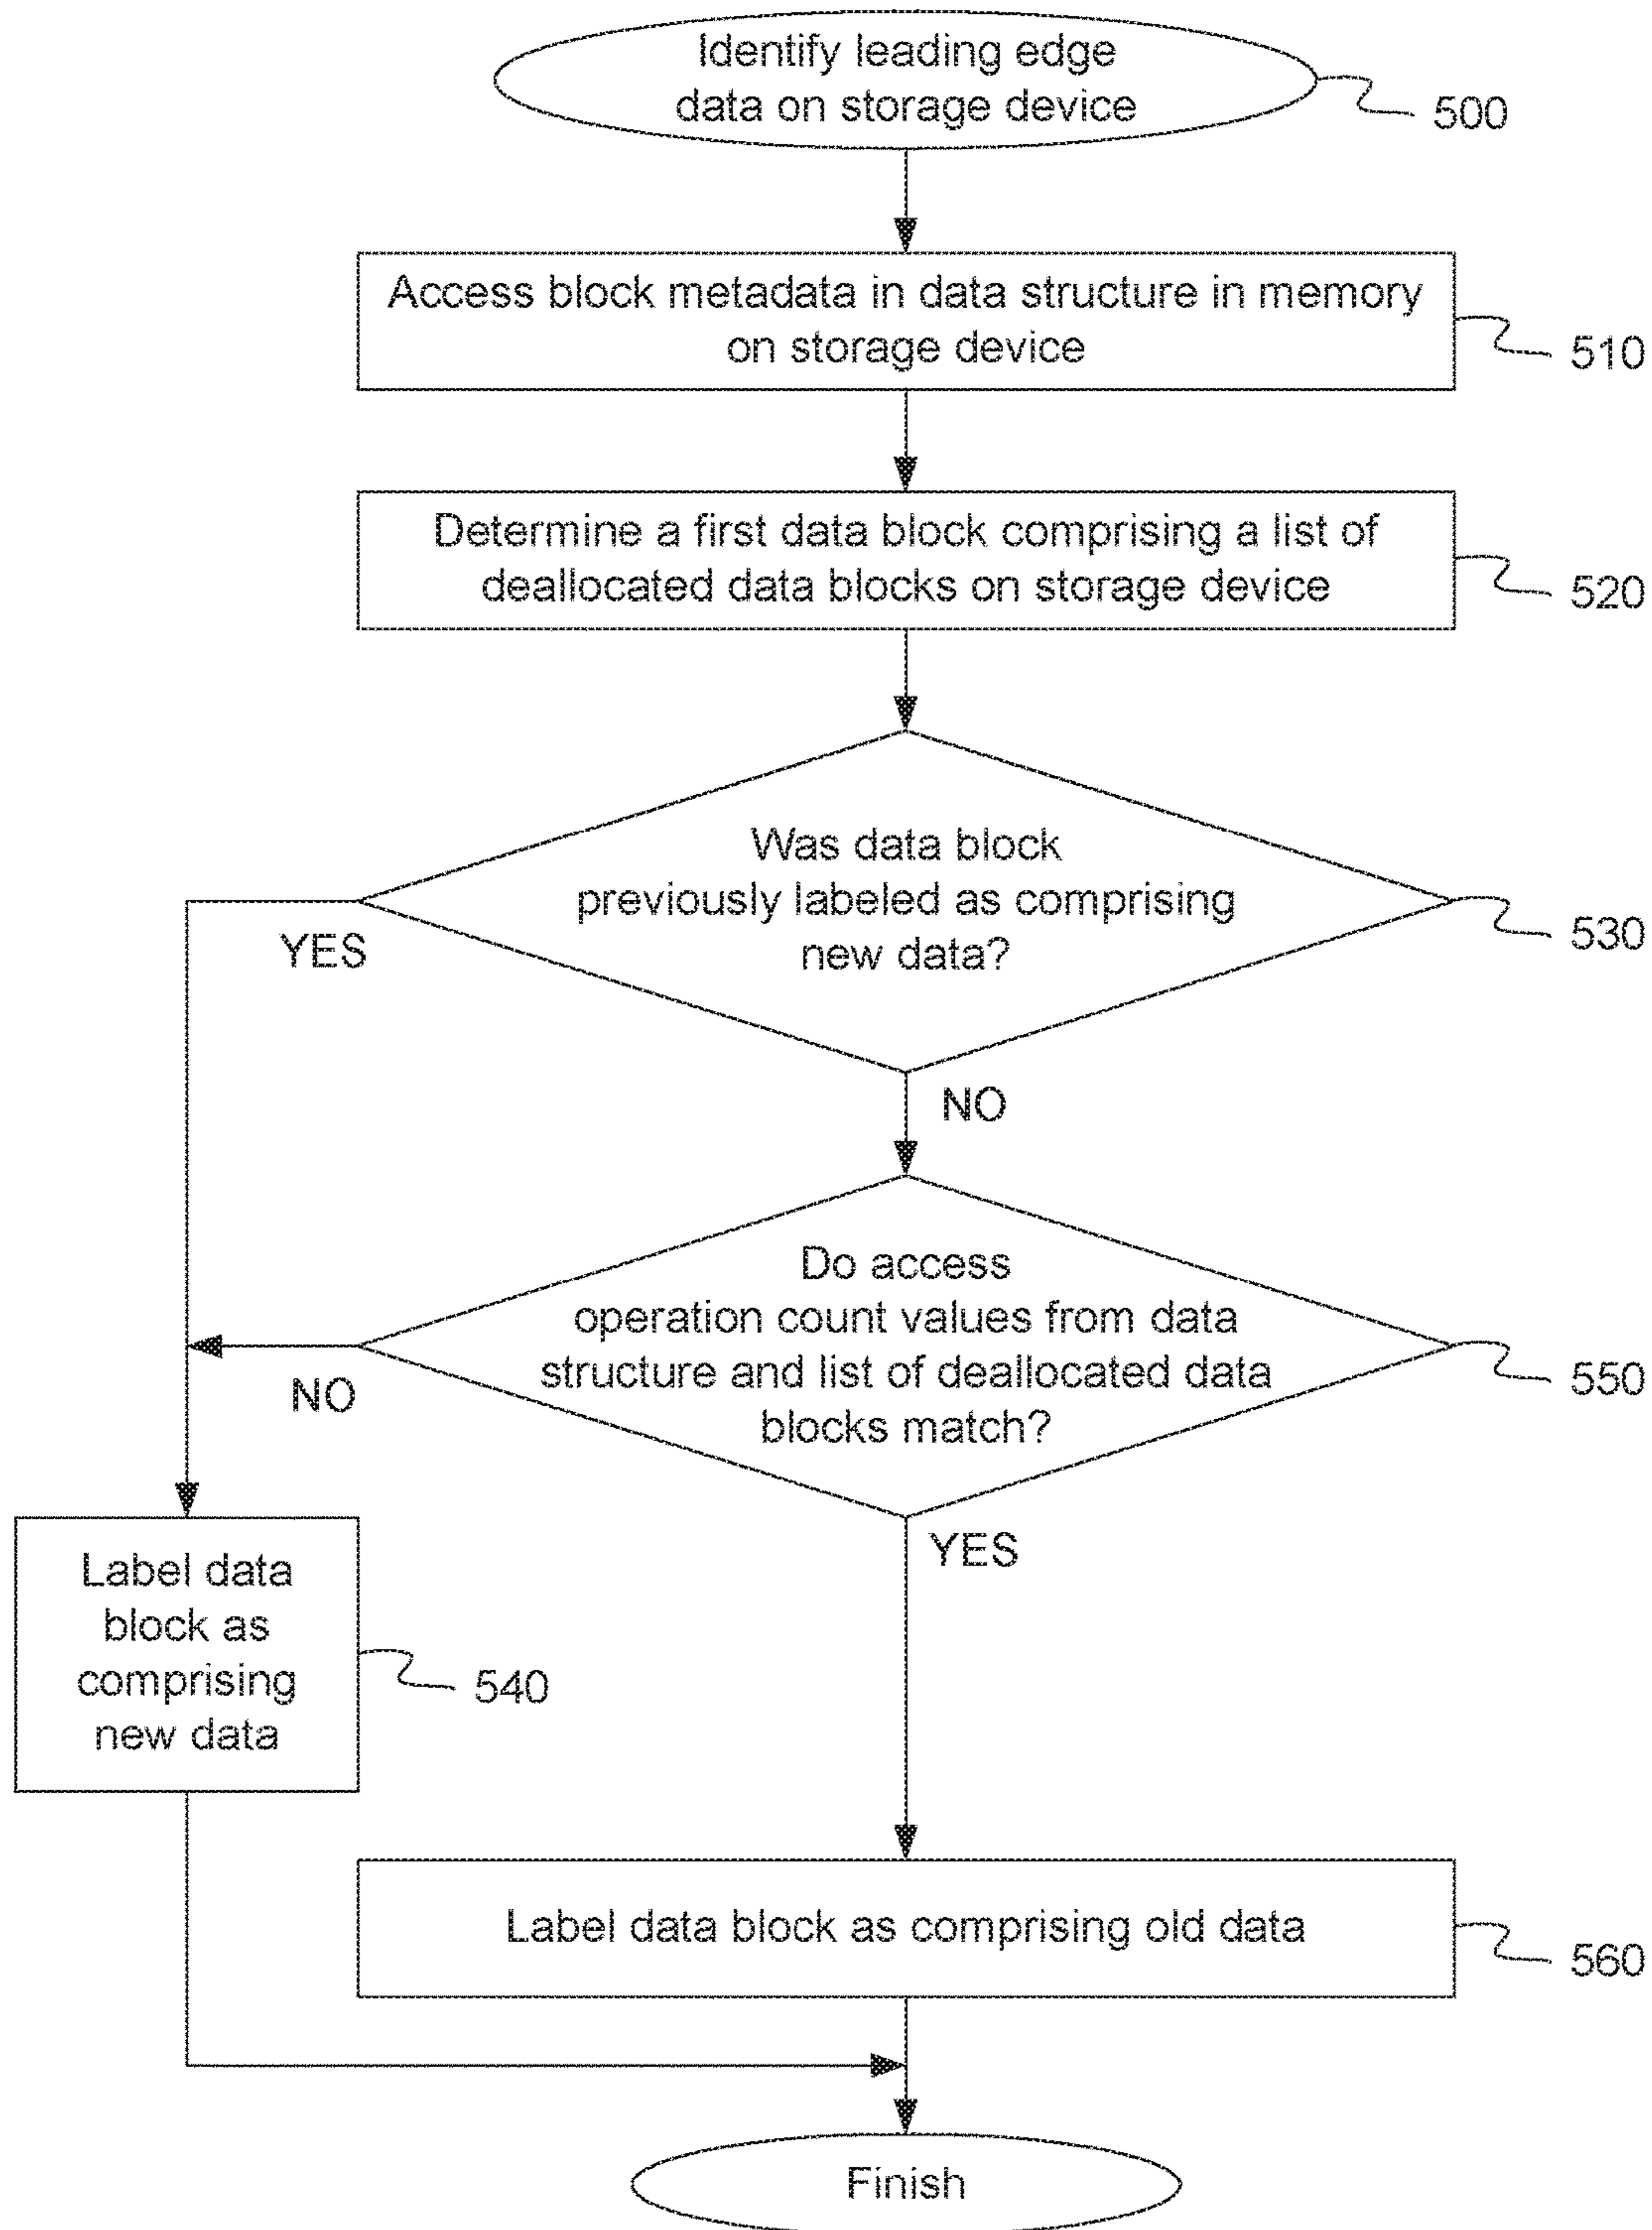 Identify leading edge
data on storage device
500
Access block metadata in data structure in memory
on storage device
510
Determine a first data block comprising a list of
deallocated data blocks on storage device
520
Was data block
previously labeled as comprising
new data?
530
YES
NO
Do access
operation count values from data
structure and list of deallocated data
blocks match?
550
NO
YES
Label data
block as
comprising
new data
540
Label data block as comprising old data
560
Finish